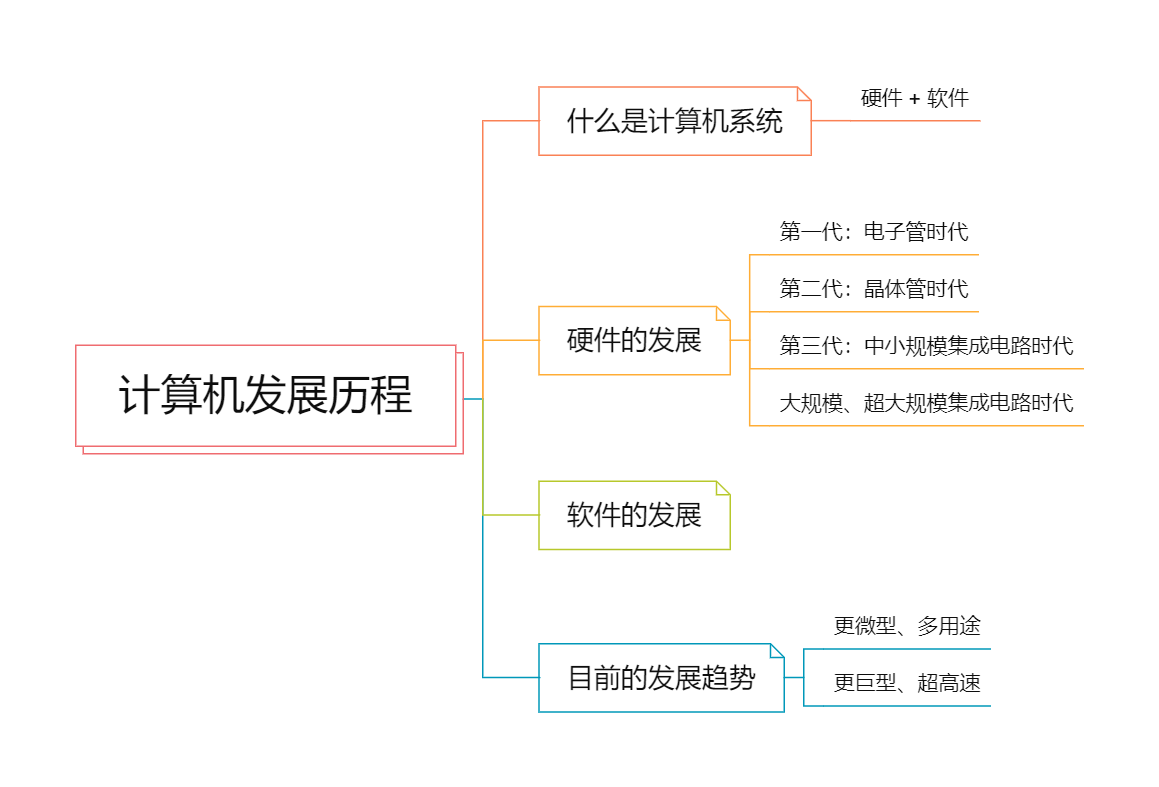 计算机发展历程
什么是计算机系统
硬件 + 软件
硬件的发展
第一代：电子管时代
第二代：晶体管时代
第三代：中小规模集成电路时代
大规模、超大规模集成电路时代
软件的发展
目前的发展趋势
更微型、多用途
更巨型、超高速